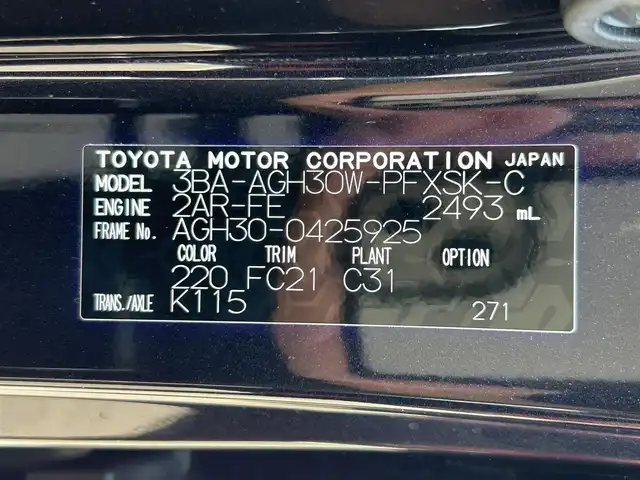 TOYOTA MOTOR CORPORATION JAPAN
MODEL 3BA-AGH30W-PFXSK-C
ENGINE 2AR-FE 2493 mL
FRAME No. AGH30-0425925
COLOR TRIM PLANT OPTION
220 FC21 C31
TRANS./AXLE K115 271